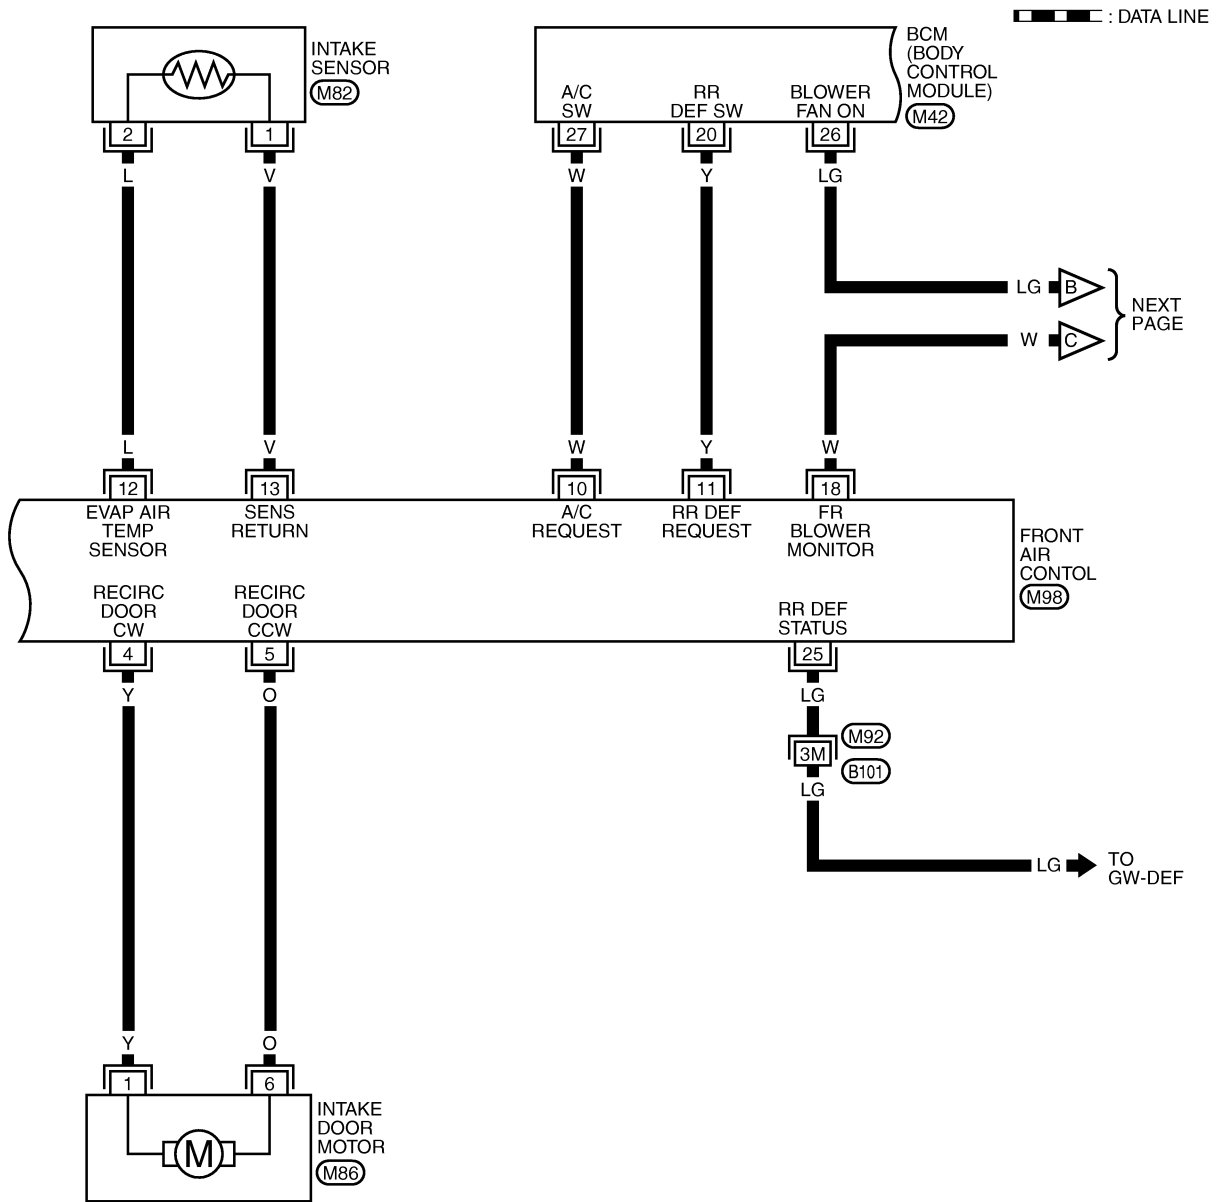 : DATA LINE
INTAKE
SENSOR
M82
BCM
(BODY
CONTROL
MODULE)
M42
A/C
SW
RR
DEF SW
BLOWER
FAN ON
2
1
27
20
26
L
V
W
Y
LG
LG
B
W
C
NEXT
PAGE
L
V
W
Y
W
12
13
10
11
18
EVAP AIR
TEMP
SENSOR
SENS
RETURN
A/C
REQUEST
RR DEF
REQUEST
FR
BLOWER
MONITOR
FRONT
AIR
CONTOL
M98
RECIRC
DOOR
CW
RECIRC
DOOR
CCW
RR DEF
STATUS
4
5
25
Y
O
LG
3M
M92
B101
LG
LG
TO
GW-DEF
Y
O
1
6
M
INTAKE
DOOR
MOTOR
M86